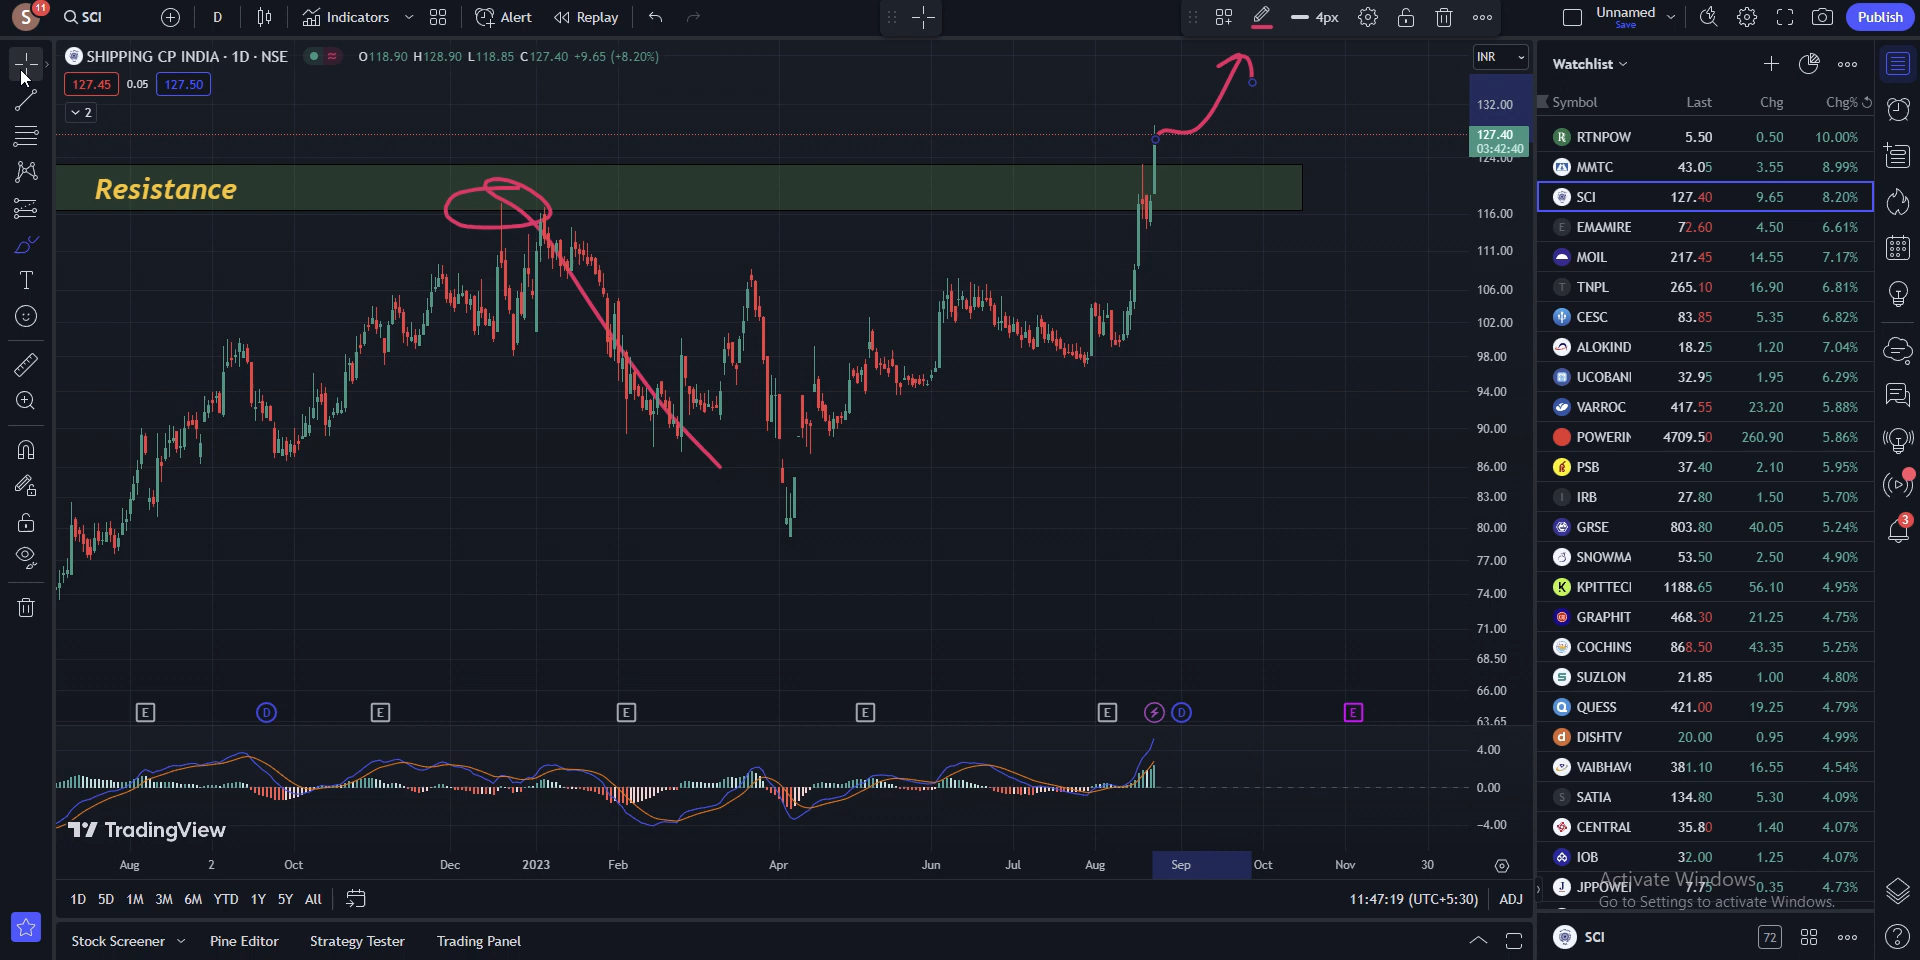 S 11 SCI D Indicators Alert Replay 4px Unnamed Save Publish
SHIPPING CP INDIA · 1D · NSE O118.90 H128.90 L118.85 C127.40 +9.65 (+8.20%)
127.45 0.05 127.50
2
INR
132.00
127.40
03:42:40
124.00
116.00
111.00
106.00
102.00
98.00
94.00
90.00
86.00
83.00
80.00
77.00
74.00
71.00
68.50
66.00
63.65
4.00
0.00
-4.00
Resistance
E D E E E E D E
TradingView
Aug 2 Oct Dec 2023 Feb Apr Jun Jul Aug Sep Oct Nov 30
1D 5D 1M 3M 6M YTD 1Y 5Y All 11:47:19 (UTC+5:30) ADJ
Stock Screener Pine Editor Strategy Tester Trading Panel
Watchlist
Symbol Last Chg Chg%
RTNPOW 5.50 0.50 10.00%
MMTC 43.05 3.55 8.99%
SCI 127.40 9.65 8.20%
EMAMIRE 72.60 4.50 6.61%
MOIL 217.45 14.55 7.17%
TNPL 265.10 16.90 6.81%
CESC 83.85 5.35 6.82%
ALOKIND 18.25 1.20 7.04%
UCOBANI 32.95 1.95 6.29%
VARROC 417.55 23.20 5.88%
POWERIN 4709.50 260.90 5.86%
PSB 37.40 2.10 5.95%
IRB 27.80 1.50 5.70%
GRSE 803.80 40.05 5.24%
SNOWMA 53.50 2.50 4.90%
KPITTECI 1188.65 56.10 4.95%
GRAPHIT 468.30 21.25 4.75%
COCHINS 868.50 43.35 5.25%
SUZLON 21.85 1.00 4.80%
QUESS 421.00 19.25 4.79%
DISHTV 20.00 0.95 4.99%
VAIBHAV 381.10 16.55 4.54%
SATIA 134.80 5.30 4.09%
CENTRAL 35.80 1.40 4.07%
IOB 32.00 1.25 4.07%
JPPOWEI 7.75 0.35 4.73%
Activate Windows
Go to Settings to activate Windows.
SCI 72
3